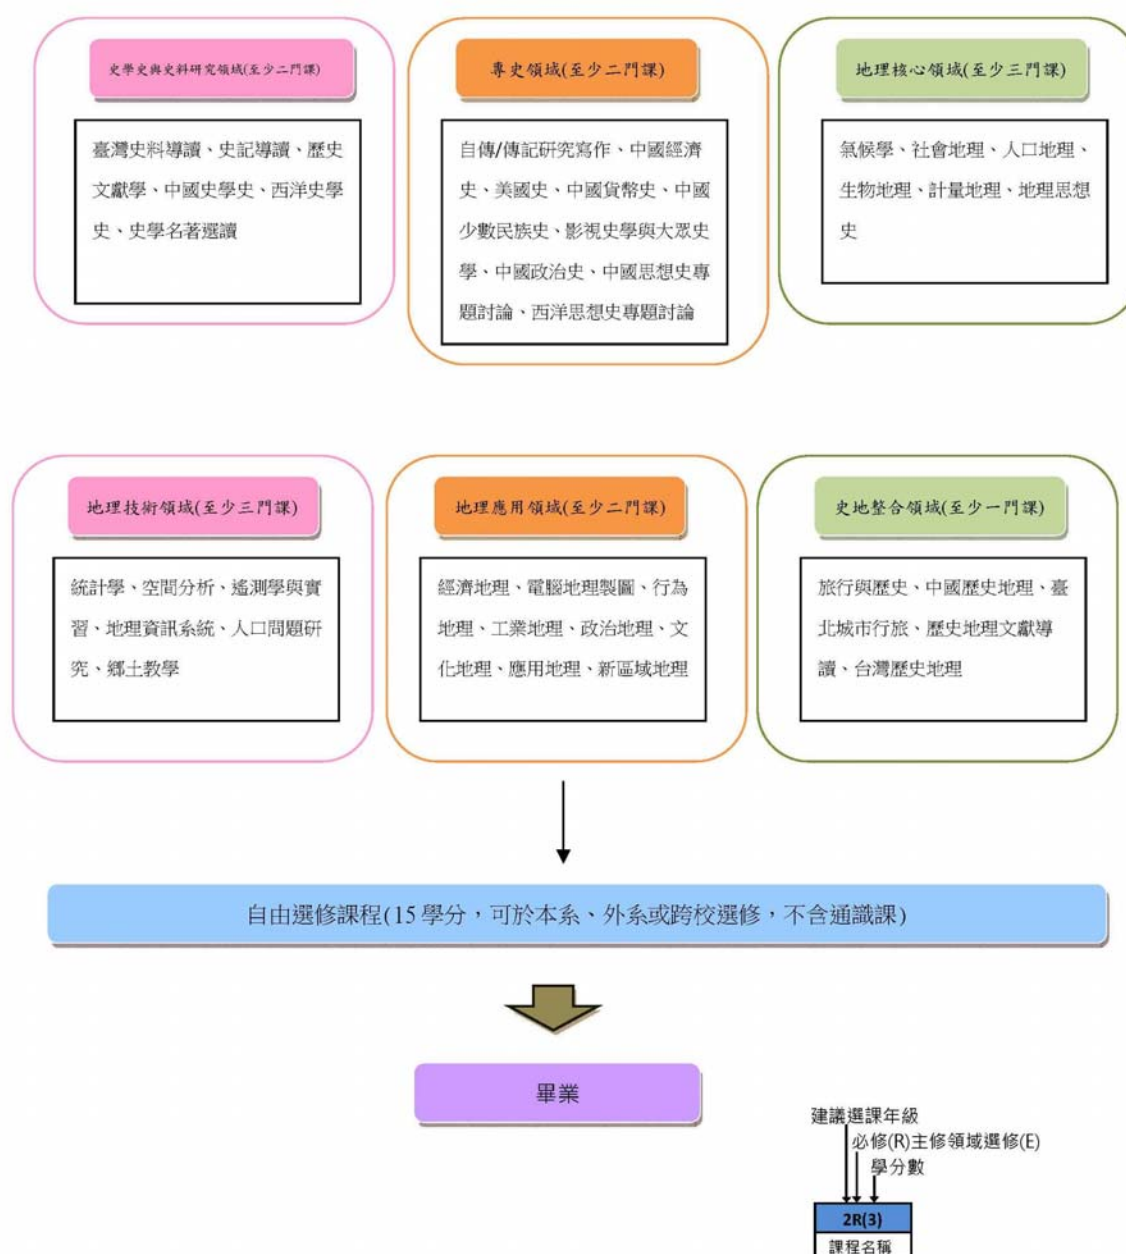 史學史與史料研究領域(至少二門課)
臺灣史料導讀、史記導讀、歷史
文獻學、中國史學史、西洋史學
史、史學名著選讀
專史領域(至少二門課)
自傳/傳記研究寫作、中國經濟
史、美國史、中國貨幣史、中國
少數民族史、影視史學與大眾史
學、中國政治史、中國思想史專
題討論、西洋思想史專題討論
地理核心領域(至少三門課)
氣候學、社會地理、人口地理、
生物地理、計量地理、地理思想
史
地理技術領域(至少三門課)
統計學、空間分析、遙測學與實
習、地理資訊系統、人口問題研
究、鄉土教學
地理應用領域(至少二門課)
經濟地理、電腦地理製圖、行為
地理、工業地理、政治地理、文
化地理、應用地理、新區域地理
史地整合領域(至少一門課)
旅行與歷史、中國歷史地理、臺
北城市行旅、歷史地理文獻導
讀、台灣歷史地理
自由選修課程(15 學分，可於本系、外系或跨校選修，不含通識課)
畢業
建議選課年級
必修(R)主修領域選修(E)
學分數
2R(3)
課程名稱